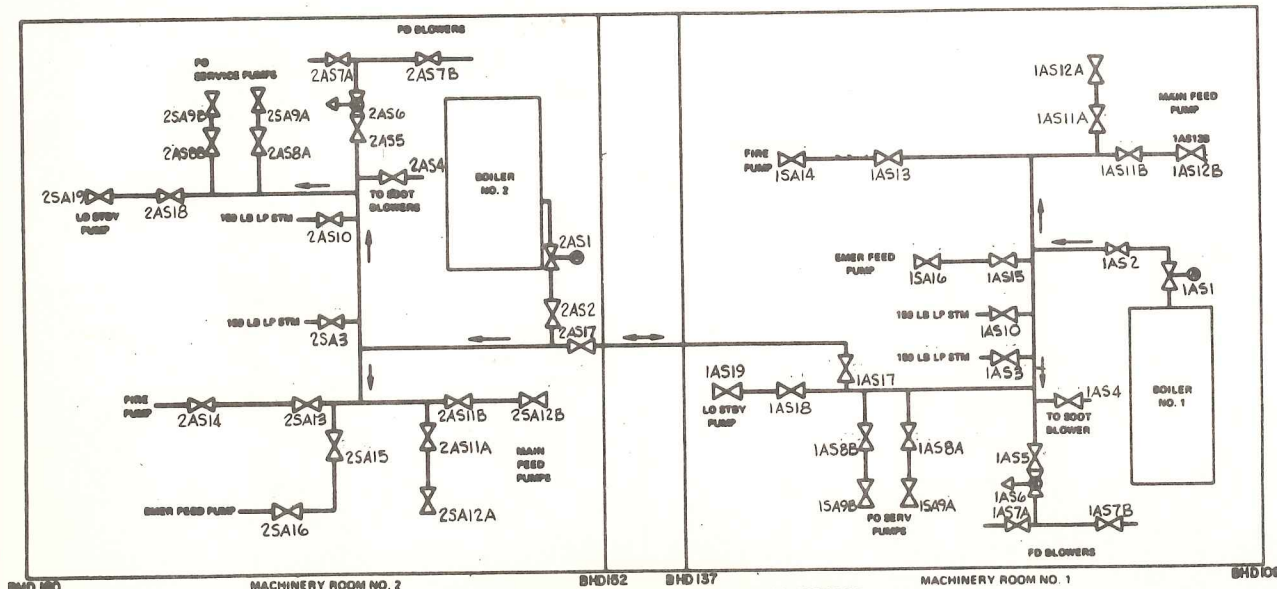 FD BLOWERS
2AS7A
2AS7B
FO
SERVICE PUMPS
2SA9B
2SA9A
2AS6
2AS5
2AS8B
2AS8A
2AS4
TO SOOT
BLOWERS
2SA19
2AS18
LO STBY
PUMP
150 LB LP STM
2AS10
BOILER
NO. 2
2AS1
2AS2
2AS17
150 LB LP STM
2SA3
FIRE
PUMP
2AS14
2SA13
2AS11B
2SA12B
2SA15
2AS11A
MAIN
FEED
PUMPS
EMER FEED PUMP
2SA16
2SA12A
1AS12A
1AS11A
MAIN FEED
PUMP
1AS12B
FIRE
PUMP
1SA14
1AS13
1AS11B
1AS12B
EMER FEED
PUMP
1SA16
1AS15
1AS2
1AS1
150 LB LP STM
1AS10
150 LB LP STM
1AS3
1AS19
1AS18
1AS17
LO STBY
PUMP
1AS4
TO SOOT
BLOWER
BOILER
NO. 1
1AS8B
1AS8A
1AS5
1AS6
1SA9B
1SA9A
FO SERV
PUMPS
1AS7A
1AS7B
FD BLOWERS
BHD 180
MACHINERY ROOM NO. 2
BHD152
BHD137
MACHINERY ROOM NO. 1